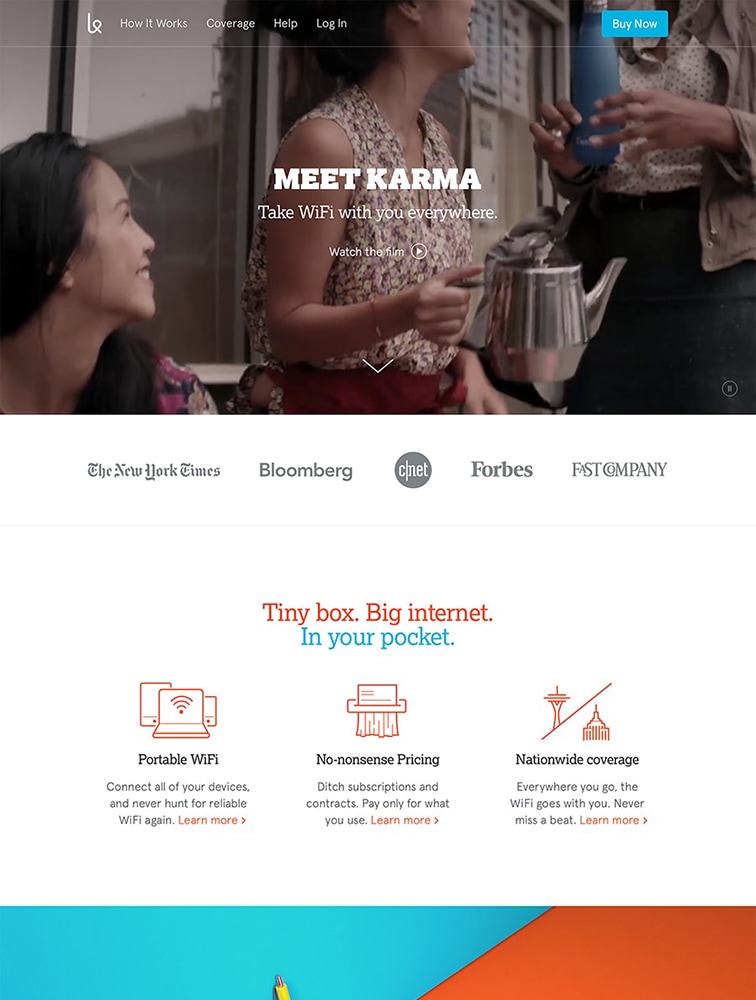 How It Works Coverage Help Log In Buy Now
MEET KARMA
Take WiFi with you everywhere.
Watch the film
The New York Times Bloomberg c|net Forbes FAST COMPANY
Tiny box. Big internet.
In your pocket.
Portable WiFi
Connect all of your devices,
and never hunt for reliable
WiFi again. Learn more >
No-nonsense Pricing
Ditch subscriptions and
contracts. Pay only for what
you use. Learn more >
Nationwide coverage
Everywhere you go, the
WiFi goes with you. Never
miss a beat. Learn more >